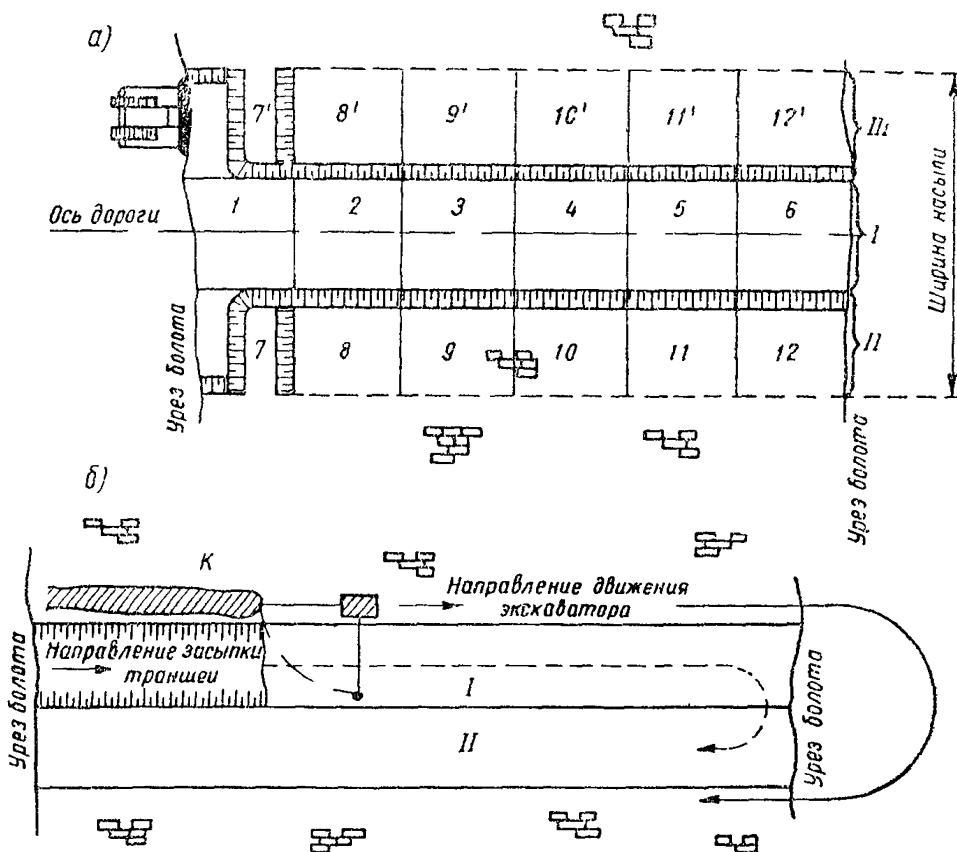 а)
7' 8' 9' 10' 11' 12' II₁
Ось дороги
1 2 3 4 5 6 I
Ширина насыпи
Урез болота
7 8 9 10 11 12 II
Урез болота
б)
К
Направление движения
экскаватора
Направление засыпки
траншеи
I
II
Урез болота
Урез болота